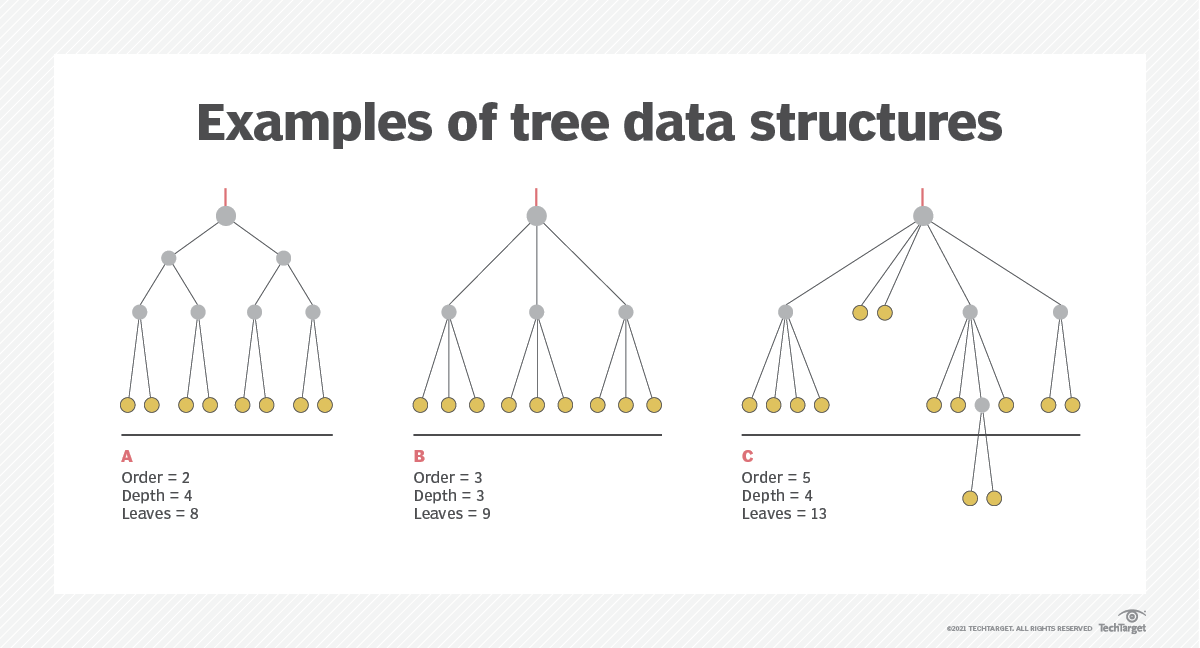 Examples of tree data structures
A
Order = 2
Depth = 4
Leaves = 8
B
Order = 3
Depth = 3
Leaves = 9
C
Order = 5
Depth = 4
Leaves = 13
©2021 TECHTARGET. ALL RIGHTS RESERVED TechTarget